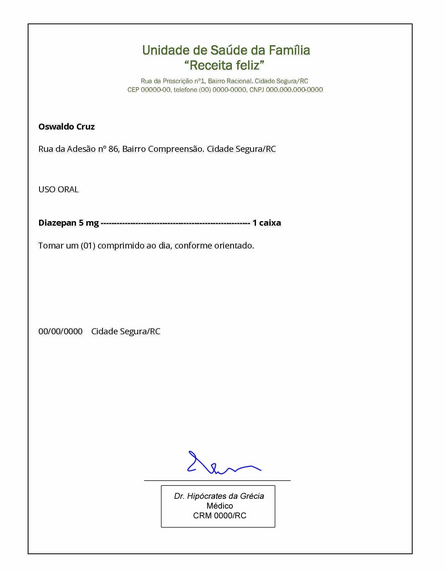 Unidade de Saúde da Família
“Receita feliz”
Rua da Prescrição nº1, Bairro Racional. Cidade Segura/RC
CEP 00000-00, telefone (00) 0000-0000, CNPJ 000.000.000-0000
Oswaldo Cruz
Rua da Adesão nº 86, Bairro Compreensão. Cidade Segura/RC
USO ORAL
Diazepan 5 mg -------------------------------------------------------- 1 caixa
Tomar um (01) comprimido ao dia, conforme orientado.
00/00/0000 Cidade Segura/RC
Dr. Hipócrates da Grécia
Médico
CRM 0000/RC